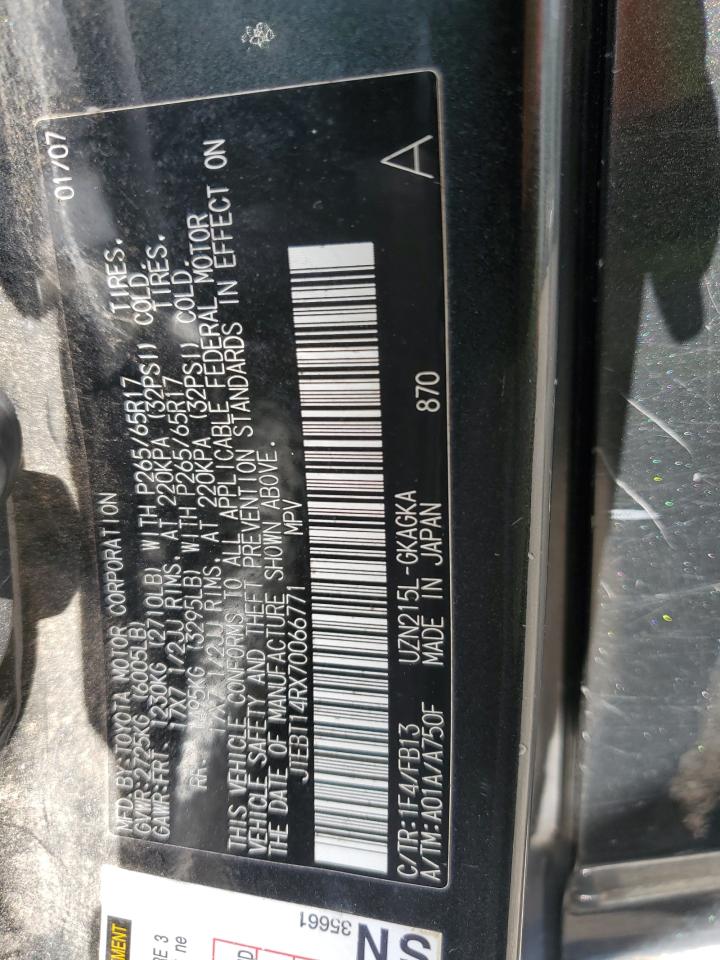 01/07
MFD. BY: TOYOTA MOTOR CORPORATION
GVWR: 2725KG (6005LB)
GAWR: FRT. 1230KG (2710LB) WITH P265/65R17 TIRES.
17X7 1/2JJ RIMS, AT 220KPA (32PSI) COLD.
RR. 1495KG (3295LB) WITH P265/65R17 TIRES.
17X7 1/2JJ RIMS, AT 220KPA (32PSI) COLD.
THIS VEHICLE CONFORMS TO ALL APPLICABLE FEDERAL MOTOR
VEHICLE SAFETY AND THEFT PREVENTION STANDARDS IN EFFECT ON
THE DATE OF MANUFACTURE SHOWN ABOVE.
JTEBT14RX70066771 MPV
C/TR: 1F4/FB13 UZN215L-GKAGKA 870
A/TM: A01A/A750F MADE IN JAPAN
A
35661
SN
RE 3
ne